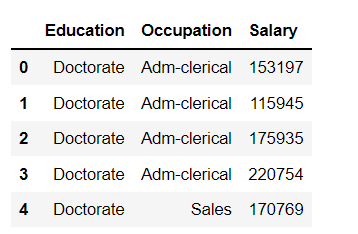 Education Occupation Salary
0 Doctorate Adm-clerical 153197
1 Doctorate Adm-clerical 115945
2 Doctorate Adm-clerical 175935
3 Doctorate Adm-clerical 220754
4 Doctorate Sales 170769